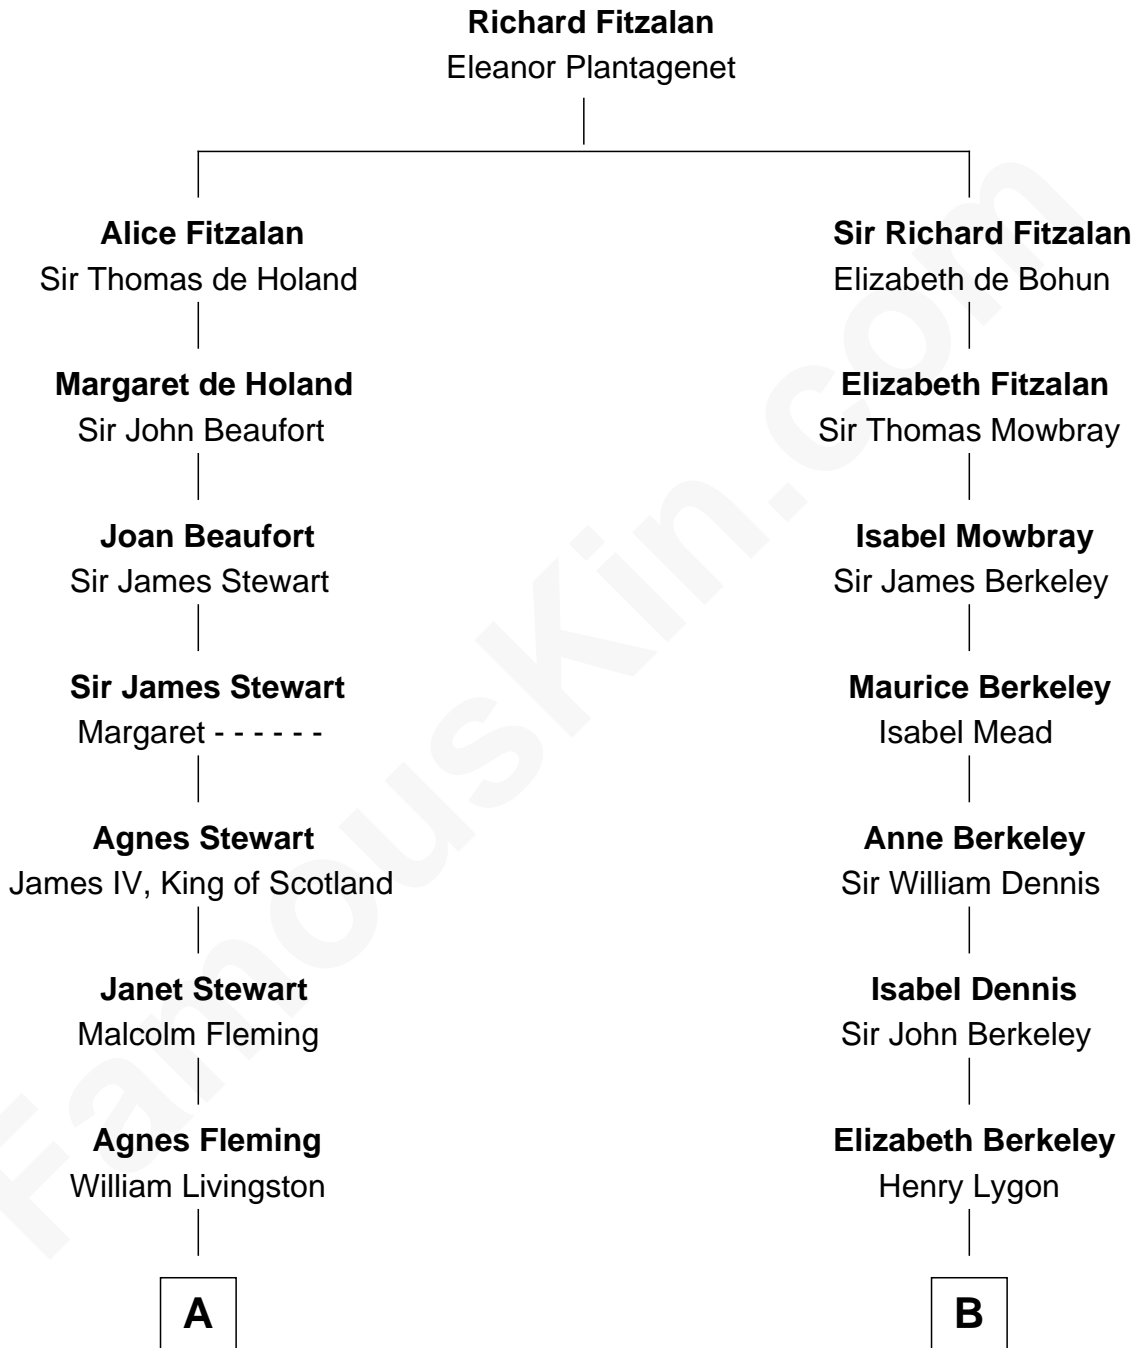 Richard Fitzalan
Eleanor Plantagenet
Alice Fitzalan
Sir Thomas de Holand
Margaret de Holand
Sir John Beaufort
Joan Beaufort
Sir James Stewart
Sir James Stewart
Margaret - - - - - -
Agnes Stewart
James IV, King of Scotland
Janet Stewart
Malcolm Fleming
Agnes Fleming
William Livingston
A
Sir Richard Fitzalan
Elizabeth de Bohun
Elizabeth Fitzalan
Sir Thomas Mowbray
Isabel Mowbray
Sir James Berkeley
Maurice Berkeley
Isabel Mead
Anne Berkeley
Sir William Dennis
Isabel Dennis
Sir John Berkeley
Elizabeth Berkeley
Henry Lygon
B
FamousKin.com